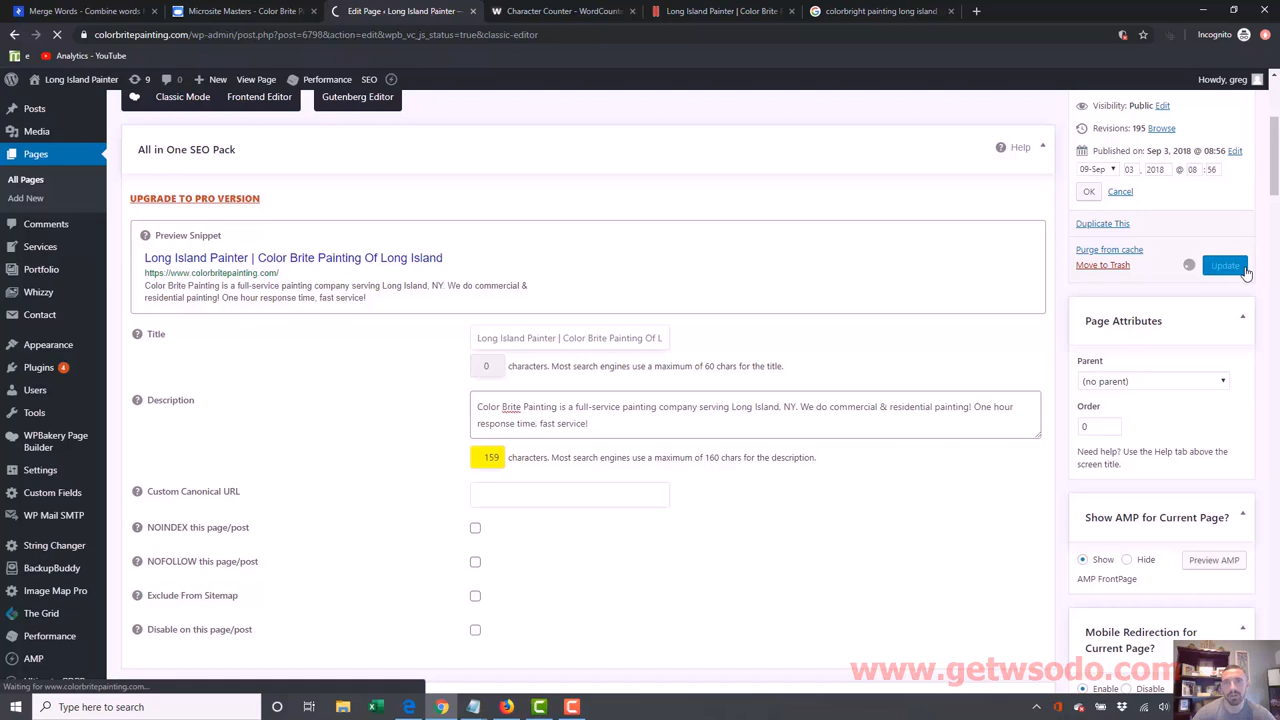 Merge Words - Combine Words !
Microsite Masters - Color Brite P
Edit Page ‹ Long Island Painter —
Character Counter - WordCount
Long Island Painter | Color Brite P
colorbright painting long island
colorbritepainting.com/wp-admin/post.php?post=6798&action=edit&wpb_vc_js_status=true&classic-editor
Incognito
e
Analytics - YouTube
Long Island Painter
9
0
New
View Page
Performance
SEO
Howdy, greg
Posts
Media
Pages
All Pages
Add New
Comments
Services
Portfolio
Whizzy
Contact
Appearance
Plugins 4
Users
Tools
WPBakery Page
Builder
Settings
Custom Fields
WP Mail SMTP
String Changer
BackupBuddy
Image Map Pro
The Grid
Performance
AMP
Classic Mode
Frontend Editor
Gutenberg Editor
All in One SEO Pack
Help
UPGRADE TO PRO VERSION
Preview Snippet
Long Island Painter | Color Brite Painting Of Long Island
https://www.colorbritepainting.com/
Color Brite Painting is a full-service painting company serving Long Island, NY. We do commercial &
residential painting! One hour response time, fast service!
Title
Long Island Painter | Color Brite Painting Of L
0 characters. Most search engines use a maximum of 60 chars for the title.
Description
Color Brite Painting is a full-service painting company serving Long Island, NY. We do commercial & residential painting! One hour
response time, fast service!
159 characters. Most search engines use a maximum of 160 chars for the description.
Custom Canonical URL
NOINDEX this page/post
NOFOLLOW this page/post
Exclude From Sitemap
Disable on this page/post
Visibility: Public Edit
Revisions: 195 Browse
Published on: Sep 3, 2018 @ 08:56 Edit
09-Sep 03 , 2018 @ 08 : 56
OK Cancel
Duplicate This
Purge from cache
Move to Trash
Update
Page Attributes
Parent
(no parent)
Order
0
Need help? Use the Help tab above the
screen title.
Show AMP for Current Page?
Show
Hide
Preview AMP
AMP FrontPage
Mobile Redirection for
Current Page?
Enable
Disable
www.getwsodo.com
Waiting for www.colorbritepainting.com...
Type here to search